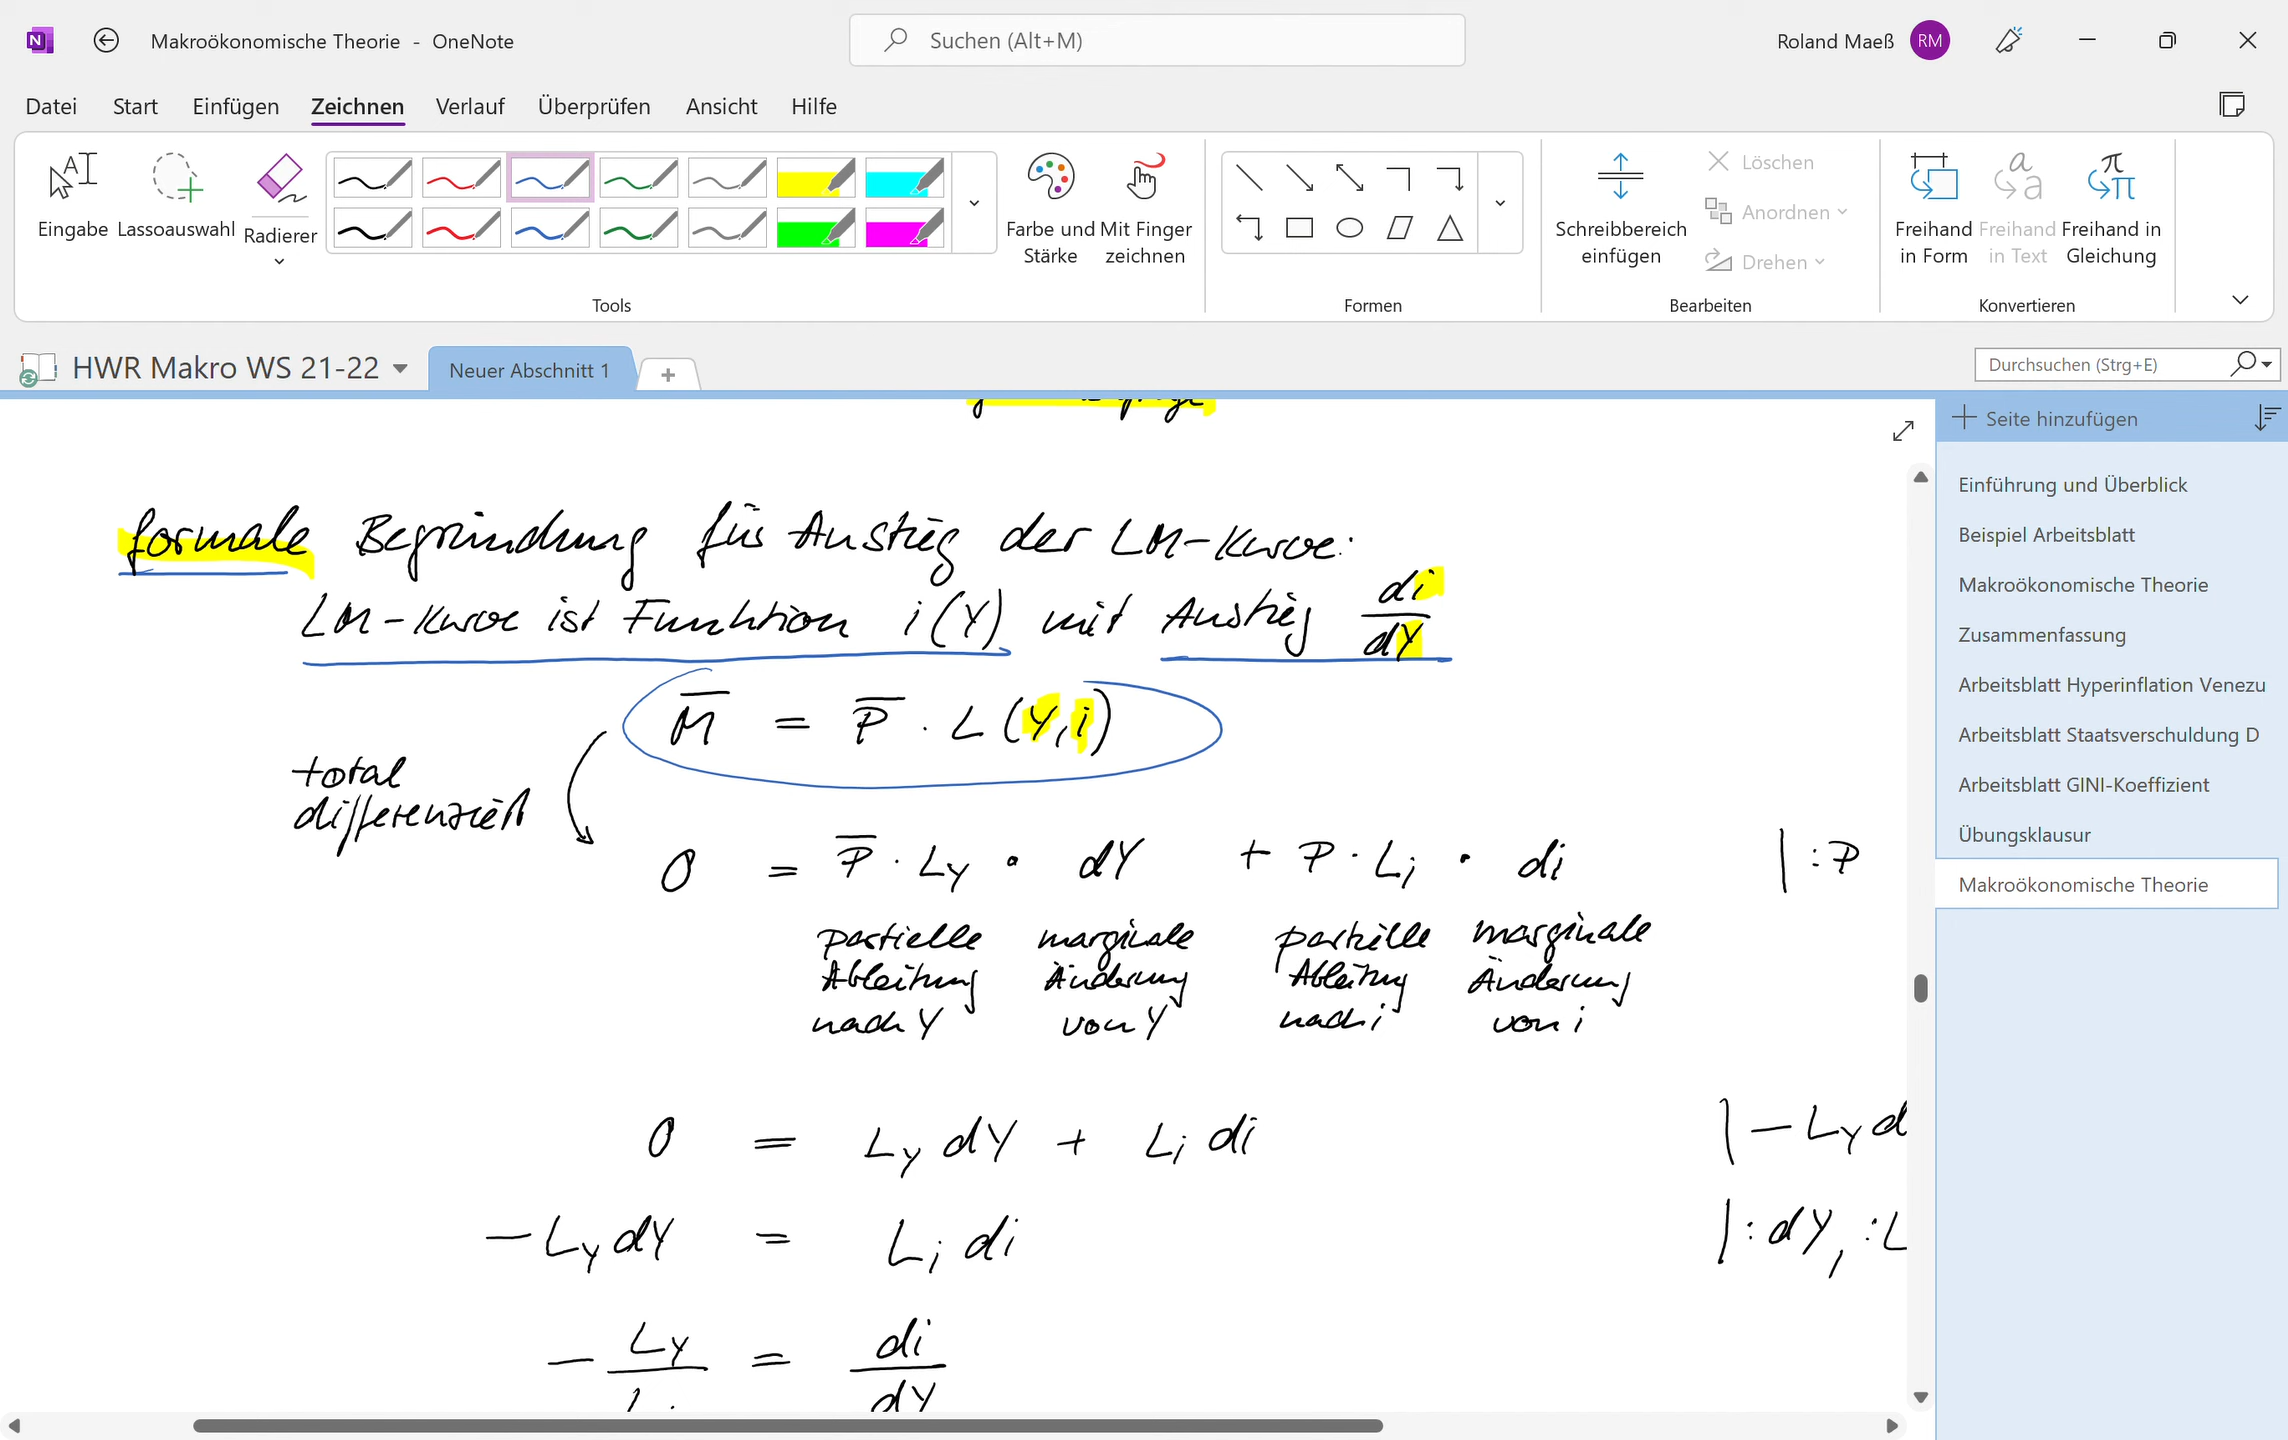 Makroökonomische Theorie - OneNote
Suchen (Alt+M)
Roland Maeß RM
Datei Start Einfügen Zeichnen Verlauf Überprüfen Ansicht Hilfe
Eingabe Lassoauswahl Radierer
Farbe und Stärke
Mit Finger zeichnen
Schreibbereich einfügen
Löschen
Anordnen
Drehen
Freihand in Form
Freihand in Text
Freihand in Gleichung
Tools Formen Bearbeiten Konvertieren
HWR Makro WS 21-22
Neuer Abschnitt 1
Durchsuchen (Strg+E)
Seite hinzufügen
Einführung und Überblick
Beispiel Arbeitsblatt
Makroökonomische Theorie
Zusammenfassung
Arbeitsblatt Hyperinflation Venezu
Arbeitsblatt Staatsverschuldung D
Arbeitsblatt GINI-Koeffizient
Übungsklausur
Makroökonomische Theorie
formale Begründung für Anstieg der LM-Kurve:
LM-Kurve ist Funktion i(Y) mit Anstieg di/dY
M̅ = P̅ · L(Y,i)
total
differenziert
0 = P̅ · L_Y · dY + P · L_i · di | :P
partielle marginale partielle marginale
Ableitung Änderung Ableitung Änderung
nach Y von Y nach i von i
0 = L_Y dY + L_i di | – L_Y d
– L_Y dY = L_i di | : dY, : L
– L_Y/L_i = di/dY